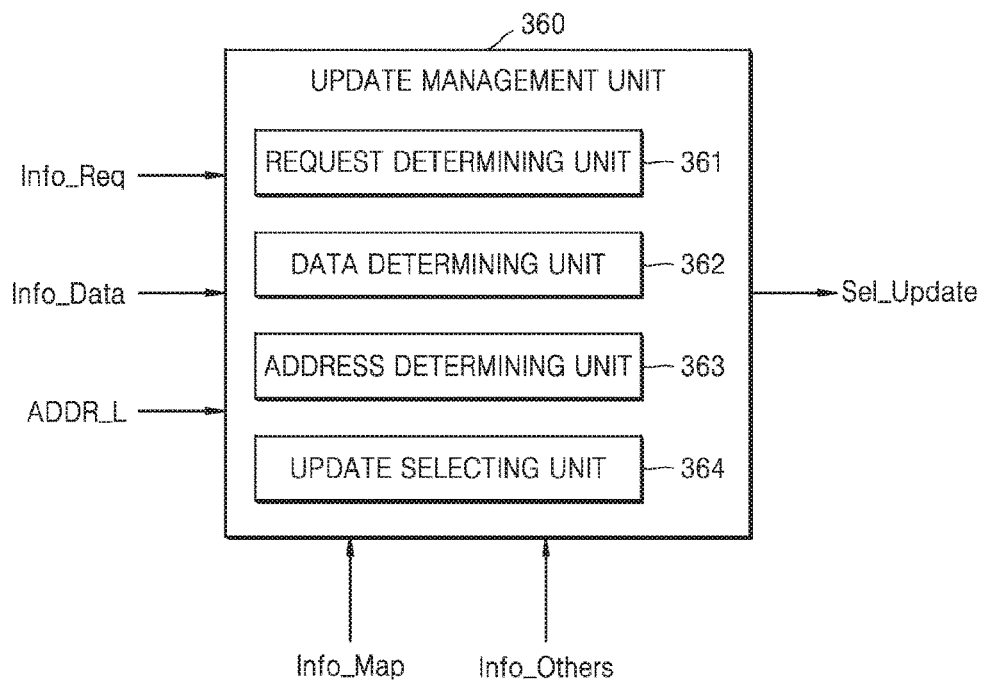 360
UPDATE MANAGEMENT UNIT
REQUEST DETERMINING UNIT 361
Info_Req
DATA DETERMINING UNIT 362
Info_Data
Sel_Update
ADDRESS DETERMINING UNIT 363
ADDR_L
UPDATE SELECTING UNIT 364
Info_Map
Info_Others